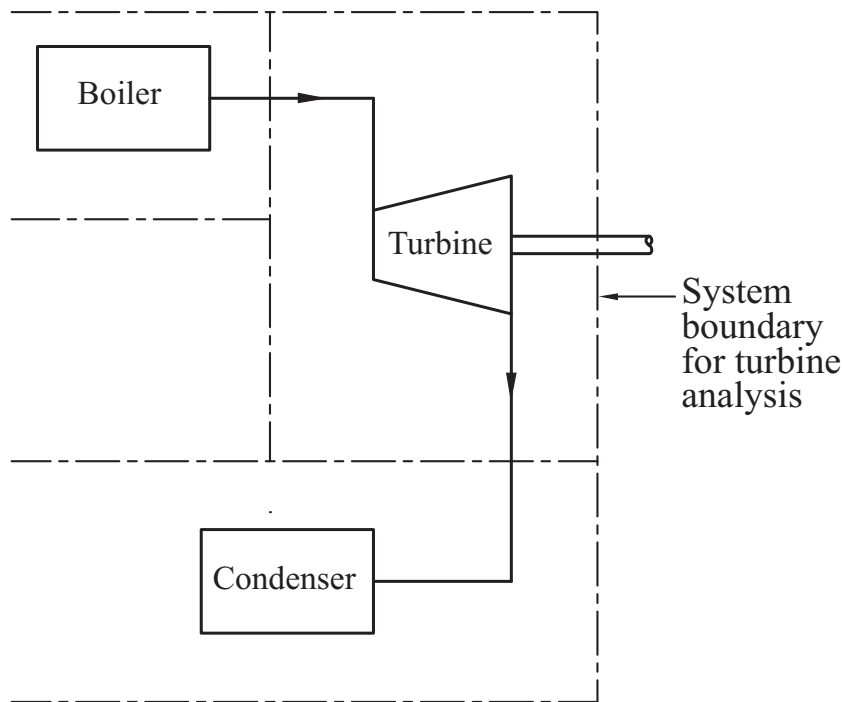 Boiler
Turbine
System
boundary
for turbine
analysis
Condenser